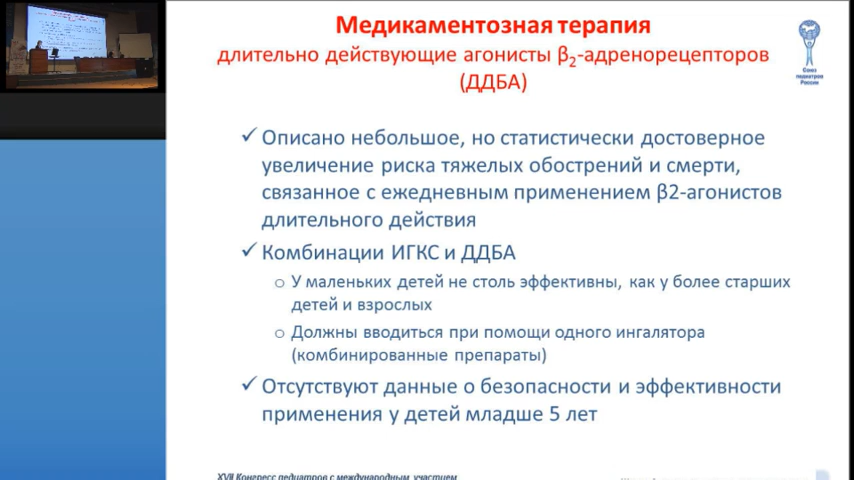 Медикаментозная терапия
длительно действующие агонисты β2-адренорецепторов
(ДДБА)
Союз
педиатров
России
✓ Описано небольшое, но статистически достоверное
увеличение риска тяжелых обострений и смерти,
связанное с ежедневным применением β2-агонистов
длительного действия
✓ Комбинации ИГКС и ДДБА
○ У маленьких детей не столь эффективны, как у более старших
детей и взрослых
○ Должны вводиться при помощи одного ингалятора
(комбинированные препараты)
✓ Отсутствуют данные о безопасности и эффективности
применения у детей младше 5 лет
XVII Конгресс педиатров с международным участием